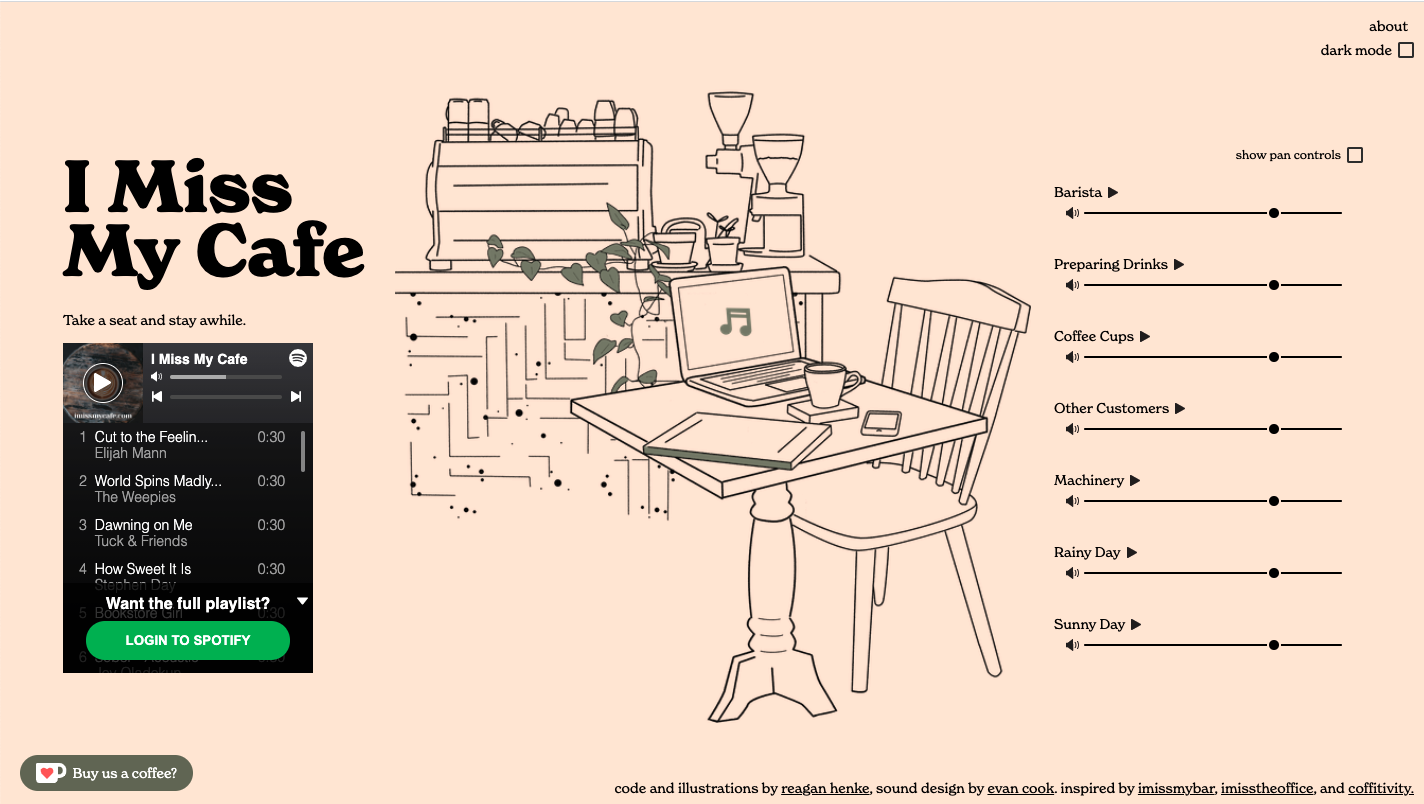 about
dark mode
I Miss
My Cafe
Take a seat and stay awhile.
imissmycafe.com
I Miss My Cafe
1 Cut to the Feelin... 0:30
Elijah Mann
2 World Spins Madly... 0:30
The Weepies
3 Dawning on Me 0:30
Tuck & Friends
4 How Sweet It Is 0:30
Stephen Day
Want the full playlist?
5 Bookstore Girl 0:30
LOGIN TO SPOTIFY
6
show pan controls
Barista
Preparing Drinks
Coffee Cups
Other Customers
Machinery
Rainy Day
Sunny Day
Buy us a coffee?
code and illustrations by reagan henke, sound design by evan cook. inspired by imissmybar, imisstheoffice, and coffitivity.